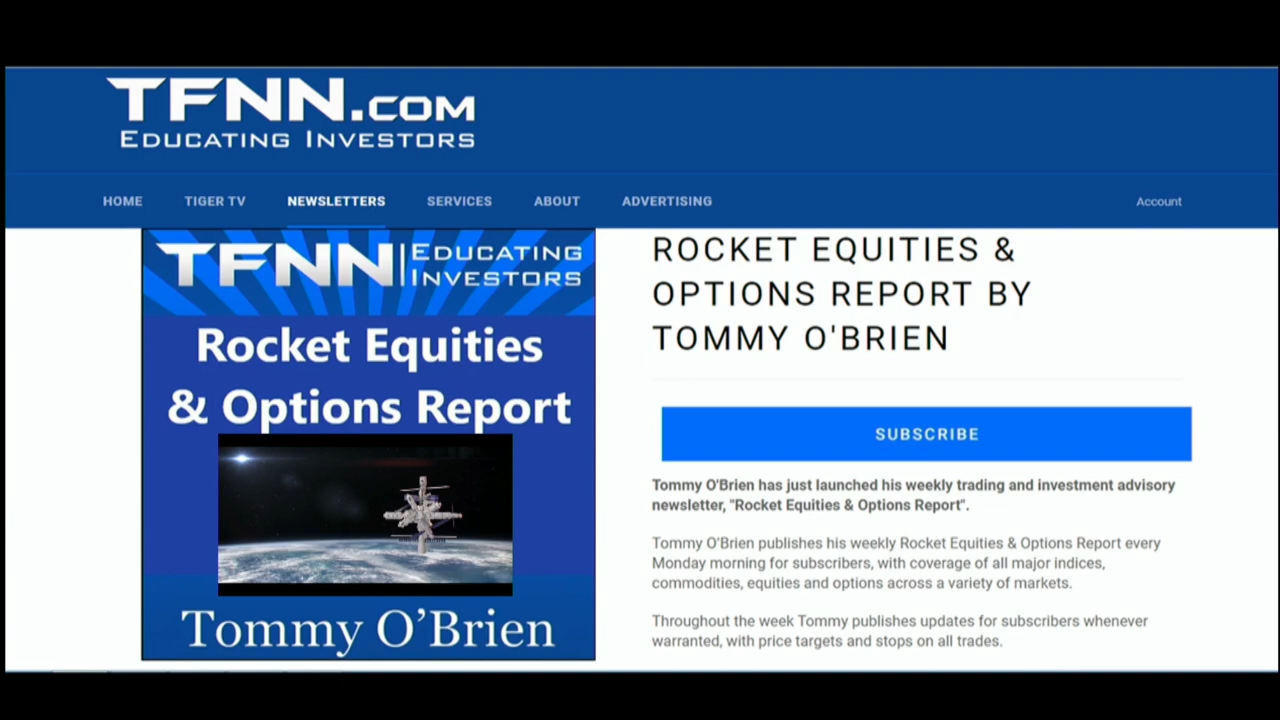 TFNN.COM
EDUCATING INVESTORS
HOME TIGER TV NEWSLETTERS SERVICES ABOUT ADVERTISING Account
TFNN EDUCATING
INVESTORS
Rocket Equities
& Options Report
Tommy O’Brien
ROCKET EQUITIES &
OPTIONS REPORT BY
TOMMY O'BRIEN
SUBSCRIBE
Tommy O'Brien has just launched his weekly trading and investment advisory
newsletter, "Rocket Equities & Options Report".
Tommy O'Brien publishes his weekly Rocket Equities & Options Report every
Monday morning for subscribers, with coverage of all major indices,
commodities, equities and options across a variety of markets.
Throughout the week Tommy publishes updates for subscribers whenever
warranted, with price targets and stops on all trades.